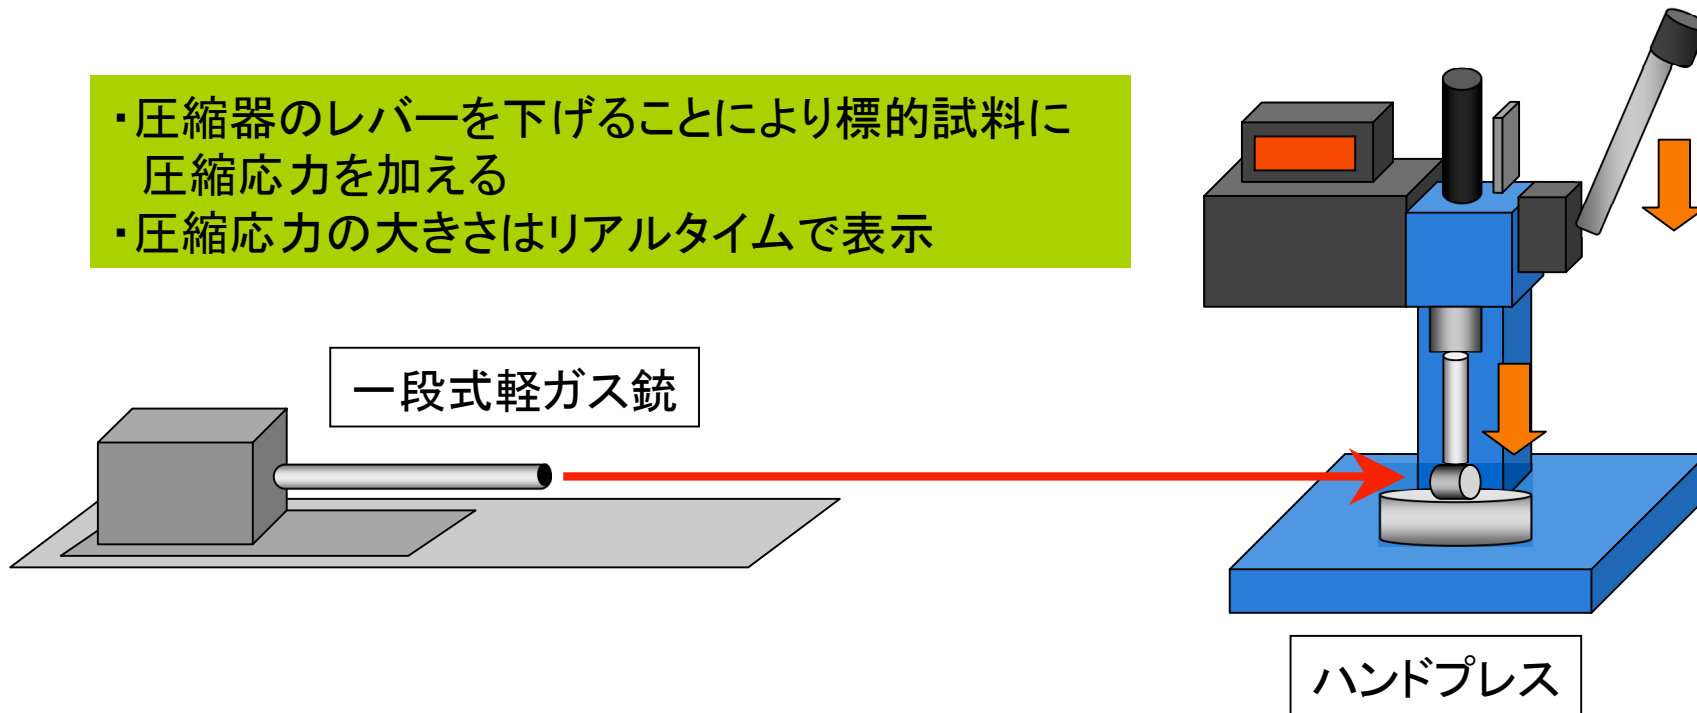 ・圧縮器のレバーを下げることにより標的試料に
圧縮応力を加える
・圧縮応力の大きさはリアルタイムで表示
一段式軽ガス銃
ハンドプレス